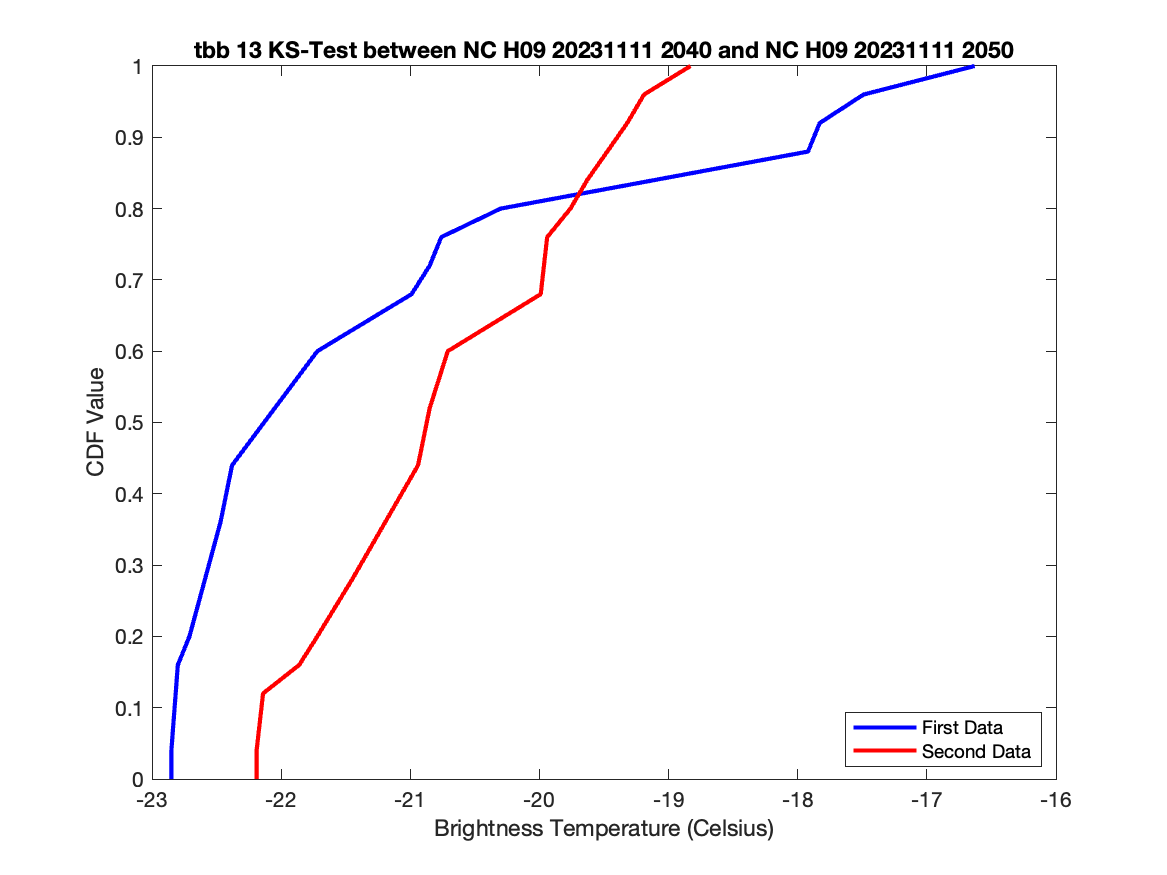 tbb 13 KS-Test between NC H09 20231111 2040 and NC H09 20231111 2050
1
0.9
0.8
0.7
0.6
0.5
0.4
0.3
0.2
0.1
0
CDF Value
First Data
Second Data
-23 -22 -21 -20 -19 -18 -17 -16
Brightness Temperature (Celsius)